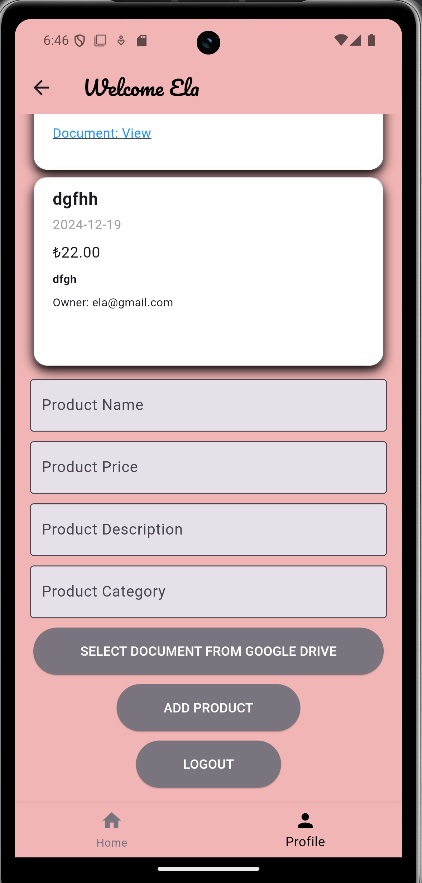 6:46
Welcome Ela
Document: View
dgfhh
2024-12-19
₺22.00
dfgh
Owner: ela@gmail.com
Product Name
Product Price
Product Description
Product Category
SELECT DOCUMENT FROM GOOGLE DRIVE
ADD PRODUCT
LOGOUT
Home
Profile